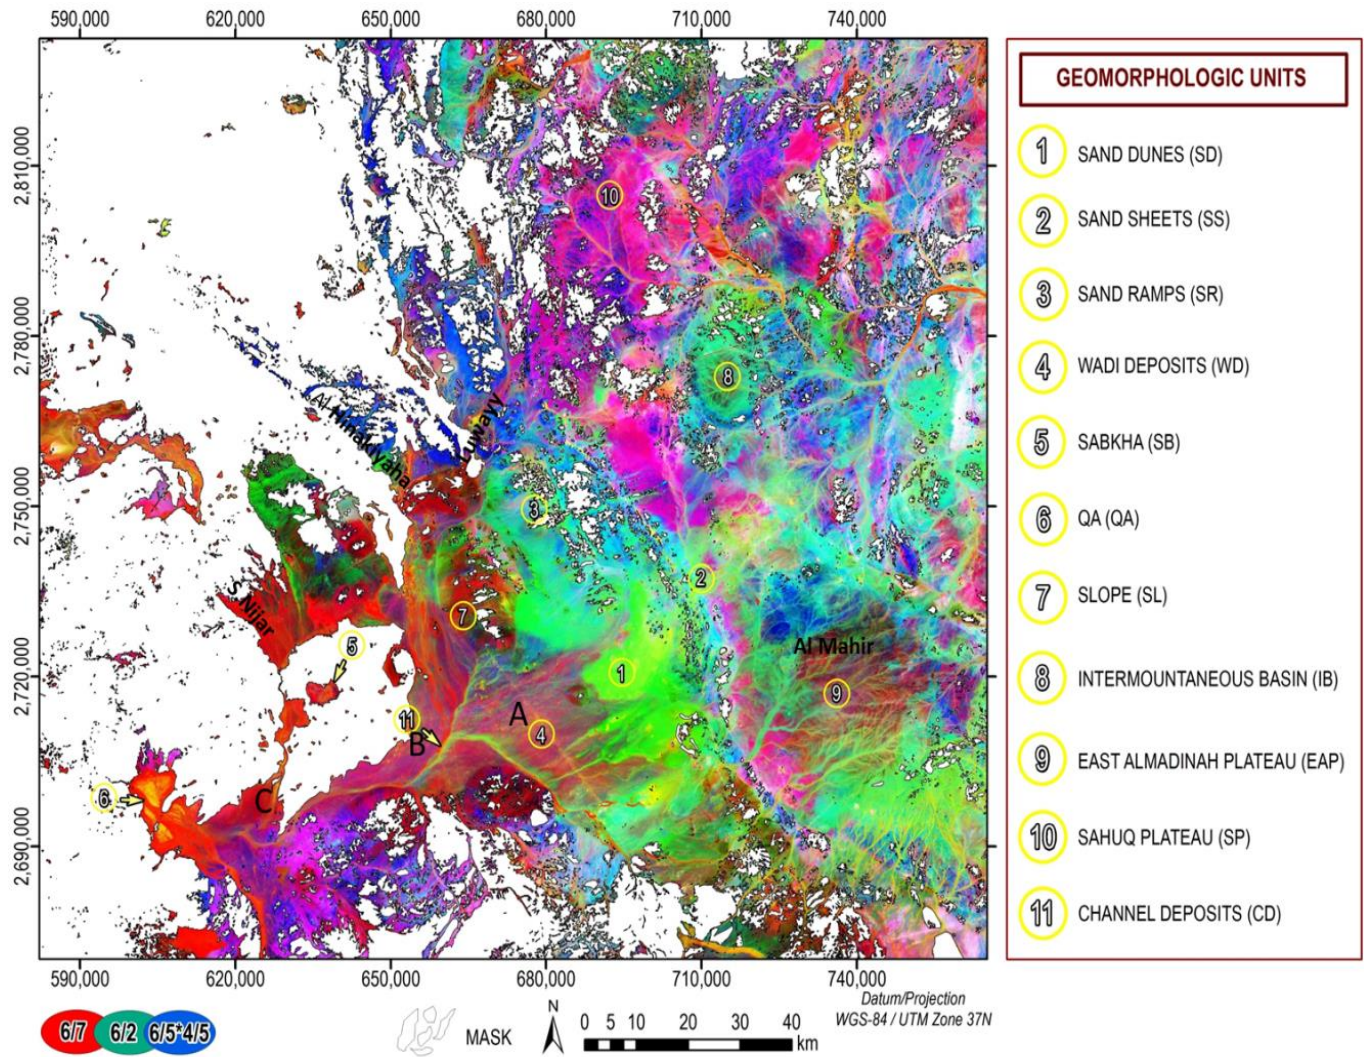 590,000 620,000 650,000 680,000 710,000 740,000
2,810,000
2,780,000
2,750,000
2,720,000
2,690,000
10
8
3
2
7
1
9
4
5
11
6
A
B
C
Al Mahir
S.Nijar
590,000 620,000 650,000 680,000 710,000 740,000
GEOMORPHOLOGIC UNITS
1 SAND DUNES (SD)
2 SAND SHEETS (SS)
3 SAND RAMPS (SR)
4 WADI DEPOSITS (WD)
5 SABKHA (SB)
6 QA (QA)
7 SLOPE (SL)
8 INTERMOUNTANEOUS BASIN (IB)
9 EAST ALMADINAH PLATEAU (EAP)
10 SAHUQ PLATEAU (SP)
11 CHANNEL DEPOSITS (CD)
6/7 6/2 6/5*4/5
MASK
N
0 5 10 20 30 40
km
Datum/Projection
WGS-84 / UTM Zone 37N